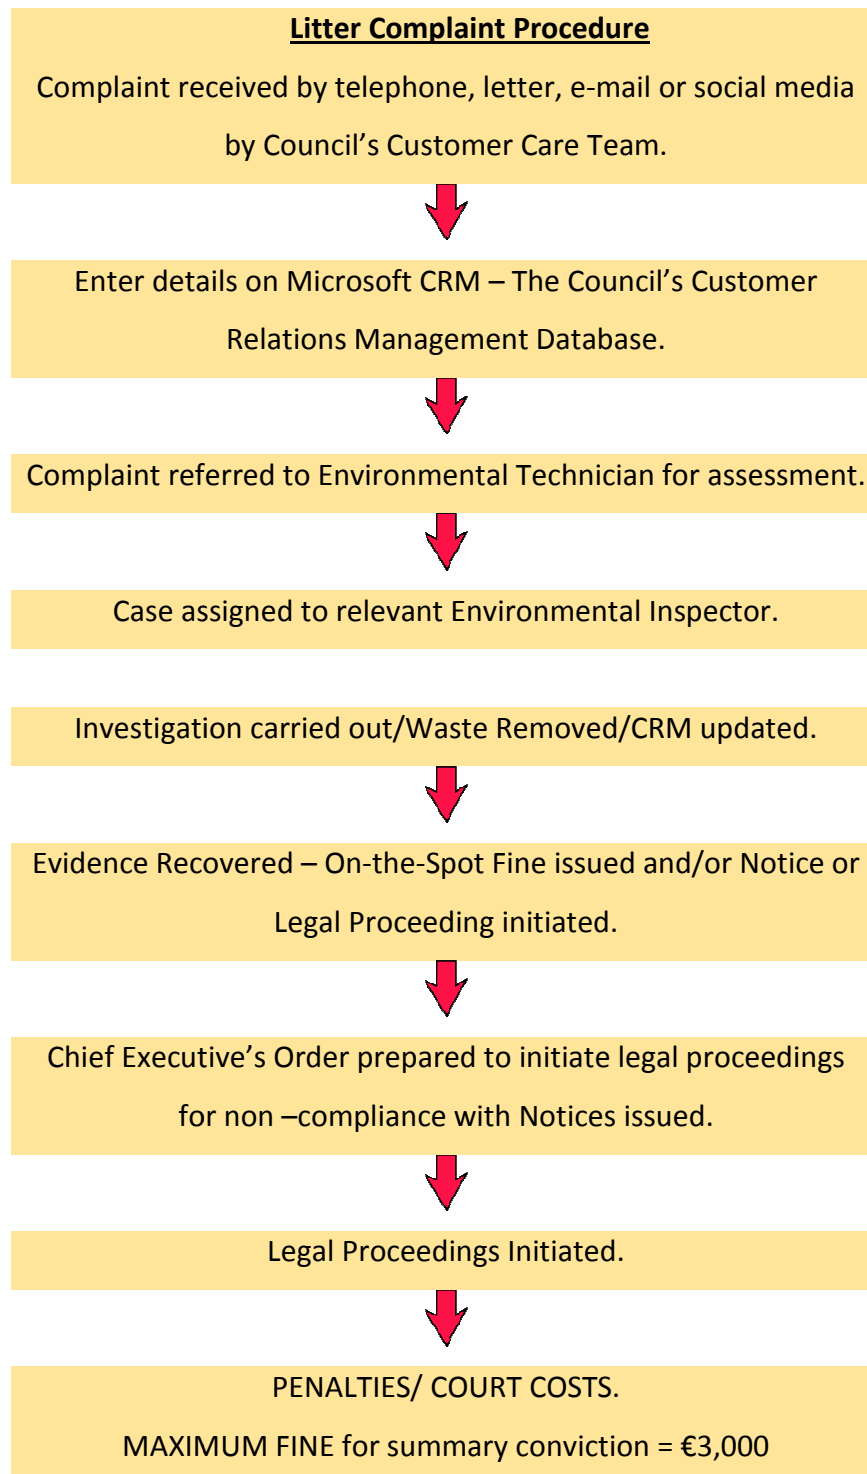 Litter Complaint Procedure
Complaint received by telephone, letter, e-mail or social media
by Council’s Customer Care Team.
Enter details on Microsoft CRM – The Council’s Customer
Relations Management Database.
Complaint referred to Environmental Technician for assessment.
Case assigned to relevant Environmental Inspector.
Investigation carried out/Waste Removed/CRM updated.
Evidence Recovered – On-the-Spot Fine issued and/or Notice or
Legal Proceeding initiated.
Chief Executive’s Order prepared to initiate legal proceedings
for non –compliance with Notices issued.
Legal Proceedings Initiated.
PENALTIES/ COURT COSTS.
MAXIMUM FINE for summary conviction = €3,000